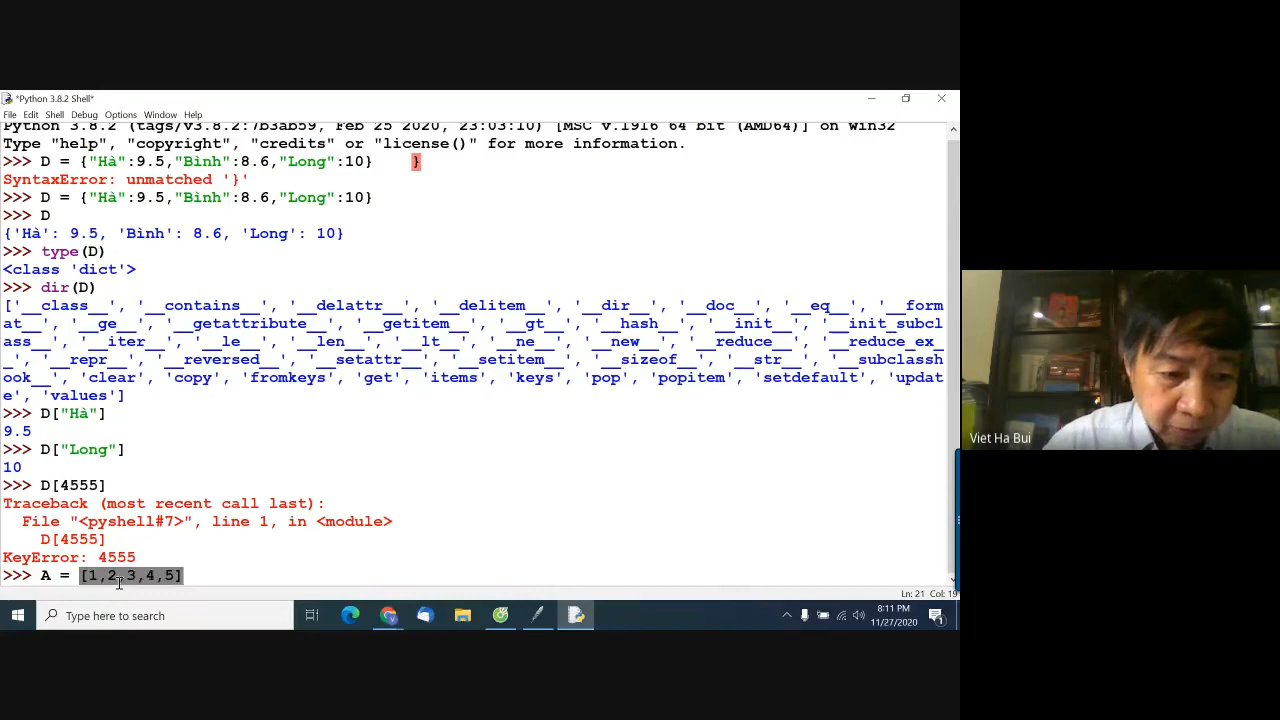 *Python 3.8.2 Shell*
File Edit Shell Debug Options Window Help
Python 3.8.2 (tags/v3.8.2:7b3ab59, Feb 25 2020, 23:03:10) [MSC v.1916 64 bit (AMD64)] on win32
Type "help", "copyright", "credits" or "license()" for more information.
>>> D = {"Hà":9.5,"Bình":8.6,"Long":10}    }
SyntaxError: unmatched '}'
>>> D = {"Hà":9.5,"Bình":8.6,"Long":10}
>>> D
{'Hà': 9.5, 'Bình': 8.6, 'Long': 10}
>>> type(D)
<class 'dict'>
>>> dir(D)
['__class__', '__contains__', '__delattr__', '__delitem__', '__dir__', '__doc__', '__eq__', '__form
at__', '__ge__', '__getattribute__', '__getitem__', '__gt__', '__hash__', '__init__', '__init_subcl
ass__', '__iter__', '__le__', '__len__', '__lt__', '__ne__', '__new__', '__reduce__', '__reduce_ex_
_', '__repr__', '__reversed__', '__setattr__', '__setitem__', '__sizeof__', '__str__', '__subclassh
ook__', 'clear', 'copy', 'fromkeys', 'get', 'items', 'keys', 'pop', 'popitem', 'setdefault', 'updat
e', 'values']
>>> D["Hà"]
9.5
>>> D["Long"]
10
>>> D[4555]
Traceback (most recent call last):
  File "<pyshell#7>", line 1, in <module>
    D[4555]
KeyError: 4555
>>> A = [1,2,3,4,5]
Ln: 21 Col: 19
Type here to search
8:11 PM
11/27/2020
1
Viet Ha Bui